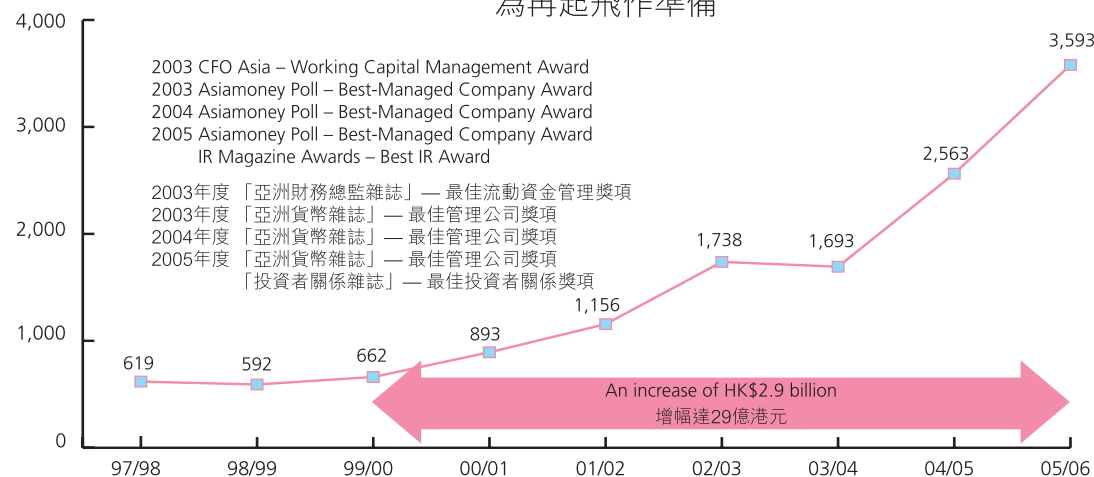 為再起飛作準備
4,000
3,000
2,000
1,000
0
2003 CFO Asia – Working Capital Management Award
2003 Asiamoney Poll – Best-Managed Company Award
2004 Asiamoney Poll – Best-Managed Company Award
2005 Asiamoney Poll – Best-Managed Company Award
IR Magazine Awards – Best IR Award
2003年度 「亞洲財務總監雜誌」— 最佳流動資金管理獎項
2003年度 「亞洲貨幣雜誌」— 最佳管理公司獎項
2004年度 「亞洲貨幣雜誌」— 最佳管理公司獎項
2005年度 「亞洲貨幣雜誌」— 最佳管理公司獎項
「投資者關係雜誌」— 最佳投資者關係獎項
619
592
662
893
1,156
1,738
1,693
2,563
3,593
An increase of HK$2.9 billion
增幅達29億港元
97/98
98/99
99/00
00/01
01/02
02/03
03/04
04/05
05/06